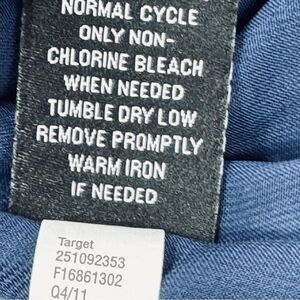 NORMAL CYCLE
ONLY NON-
CHLORINE BLEACH
WHEN NEEDED
TUMBLE DRY LOW
REMOVE PROMPTLY
WARM IRON
IF NEEDED
Target
251092353
F16861302
Q4/11